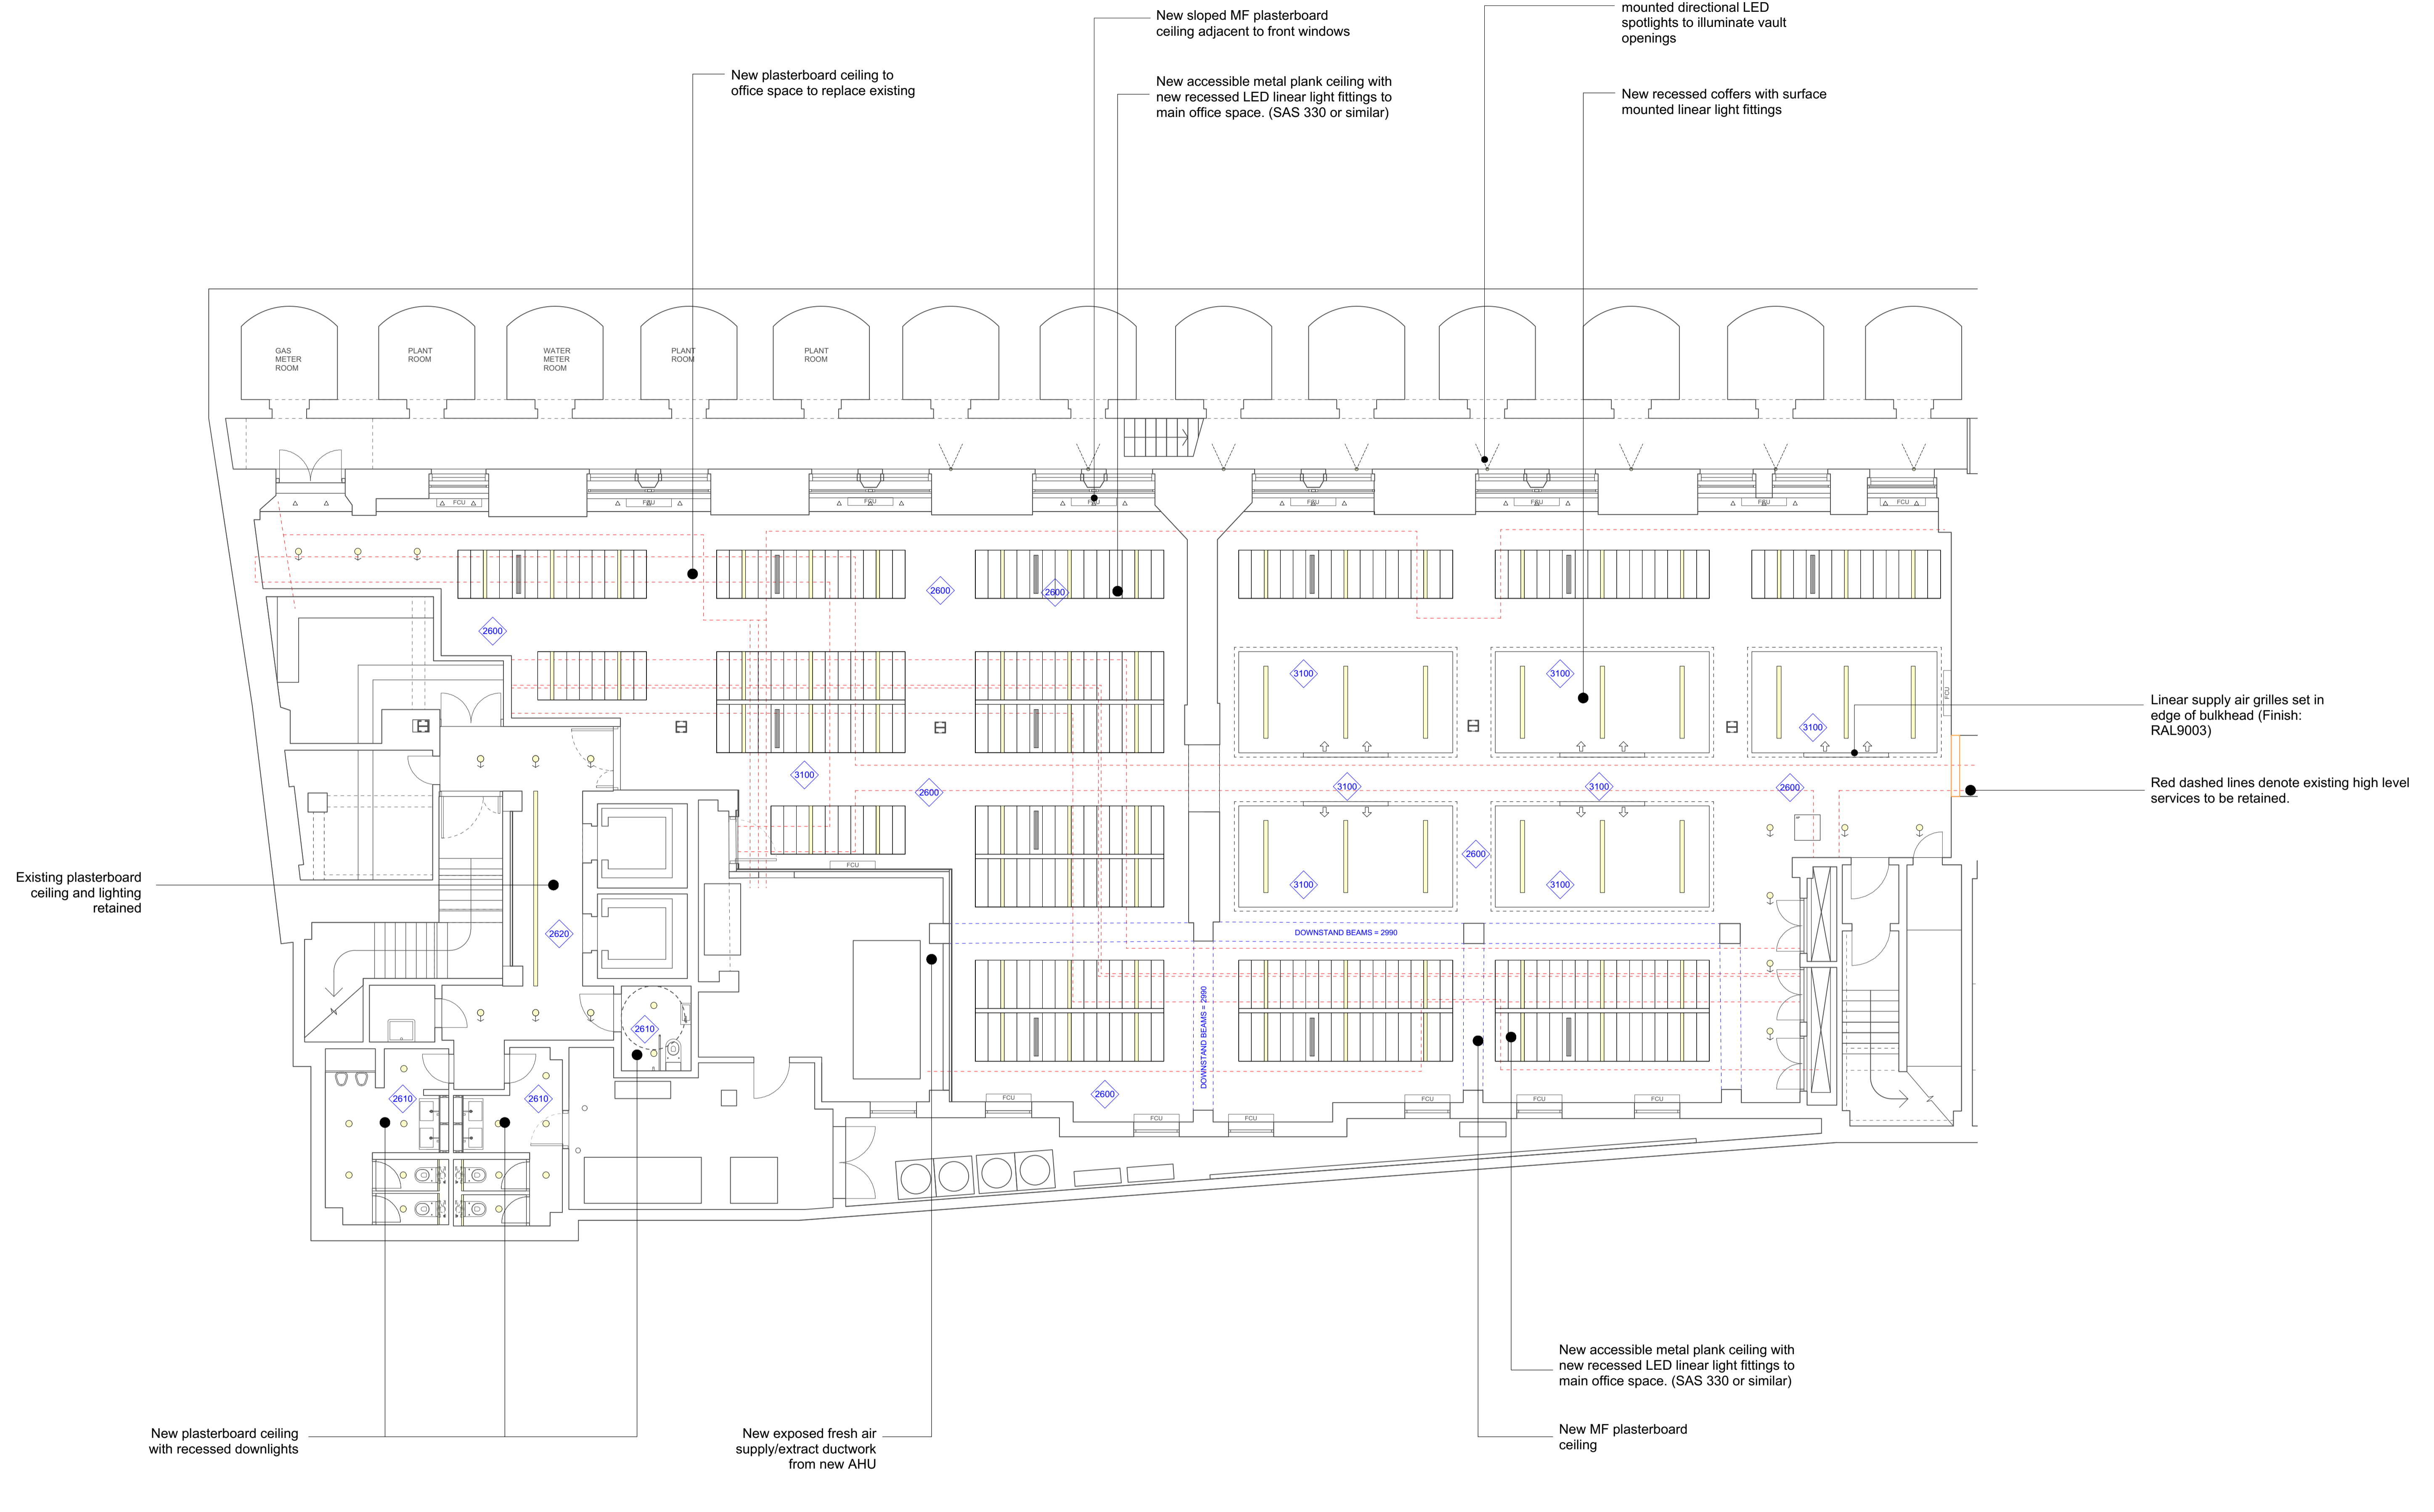 mounted directional LED
spotlights to illuminate vault
openings
New sloped MF plasterboard
ceiling adjacent to front windows
New plasterboard ceiling to
office space to replace existing
New accessible metal plank ceiling with
new recessed LED linear light fittings to
main office space. (SAS 330 or similar)
New recessed coffers with surface
mounted linear light fittings
GAS
METER
ROOM
PLANT
ROOM
WATER
METER
ROOM
PLANT
ROOM
PLANT
ROOM
FCU
FCU
FCU
FCU
FCU
FCU
FCU
FCU
2600
2600
2600
3100
3100
3100
FCU
Linear supply air grilles set in
edge of bulkhead (Finish:
RAL9003)
3100
2600
3100
3100
2600
Red dashed lines denote existing high level
services to be retained.
2600
FCU
3100
3100
Existing plasterboard
ceiling and lighting
retained
2620
DOWNSTAND BEAMS = 2990
DOWNSTAND BEAMS = 2990
2610
2610
2610
2600
FCU
FCU
FCU
FCU
FCU
FCU
New accessible metal plank ceiling with
new recessed LED linear light fittings to
main office space. (SAS 330 or similar)
New plasterboard ceiling
with recessed downlights
New exposed fresh air
supply/extract ductwork
from new AHU
New MF plasterboard
ceiling